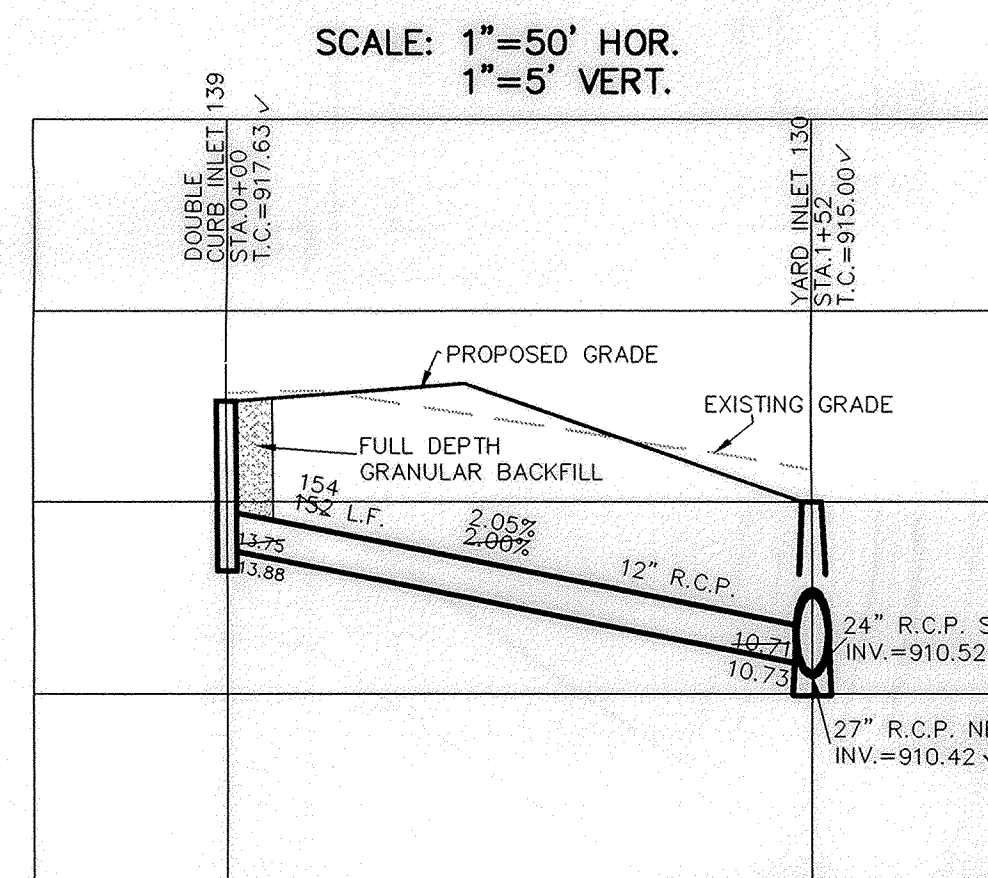 SCALE: 1"=50' HOR.
1"=5' VERT.
DOUBLE
CURB INLET 139
STA.0+00
T.C.=917.63 ✓
YARD INLET 130
STA.1+52
T.C.=915.00✓
PROPOSED GRADE
EXISTING GRADE
FULL DEPTH
GRANULAR BACKFILL
154
152 L.F.
2.05%
2.00%
12" R.C.P.
13.75
13.88
10.71
10.73
24" R.C.P. S
INV.=910.52
27" R.C.P. N
INV.=910.42 ✓